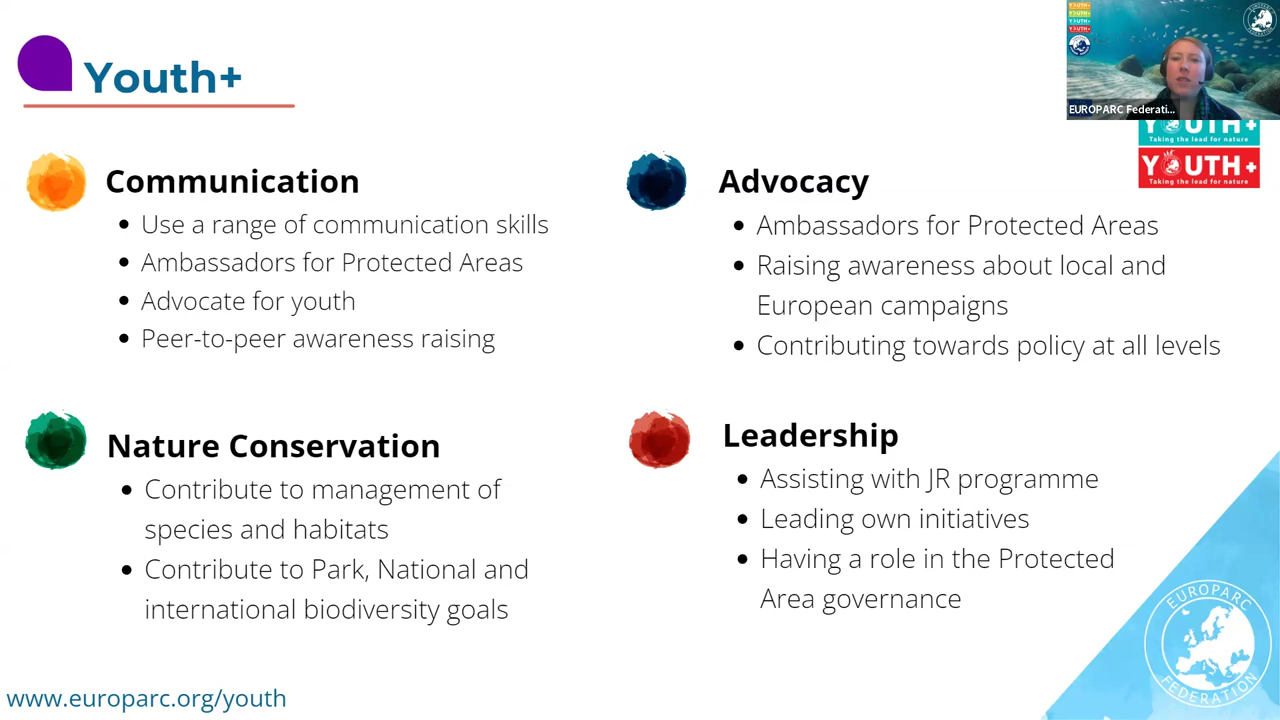 Youth+
Communication
Use a range of communication skills
Ambassadors for Protected Areas
Advocate for youth
Peer-to-peer awareness raising
Nature Conservation
Contribute to management of
species and habitats
Contribute to Park, National and
international biodiversity goals
Advocacy
Ambassadors for Protected Areas
Raising awareness about local and
European campaigns
Contributing towards policy at all levels
Leadership
Assisting with JR programme
Leading own initiatives
Having a role in the Protected
Area governance
www.europarc.org/youth
EUROPARC Federati...
YOUTH+
Taking the lead for nature
YOUTH+
Taking the lead for nature
EUROPARC
FEDERATION